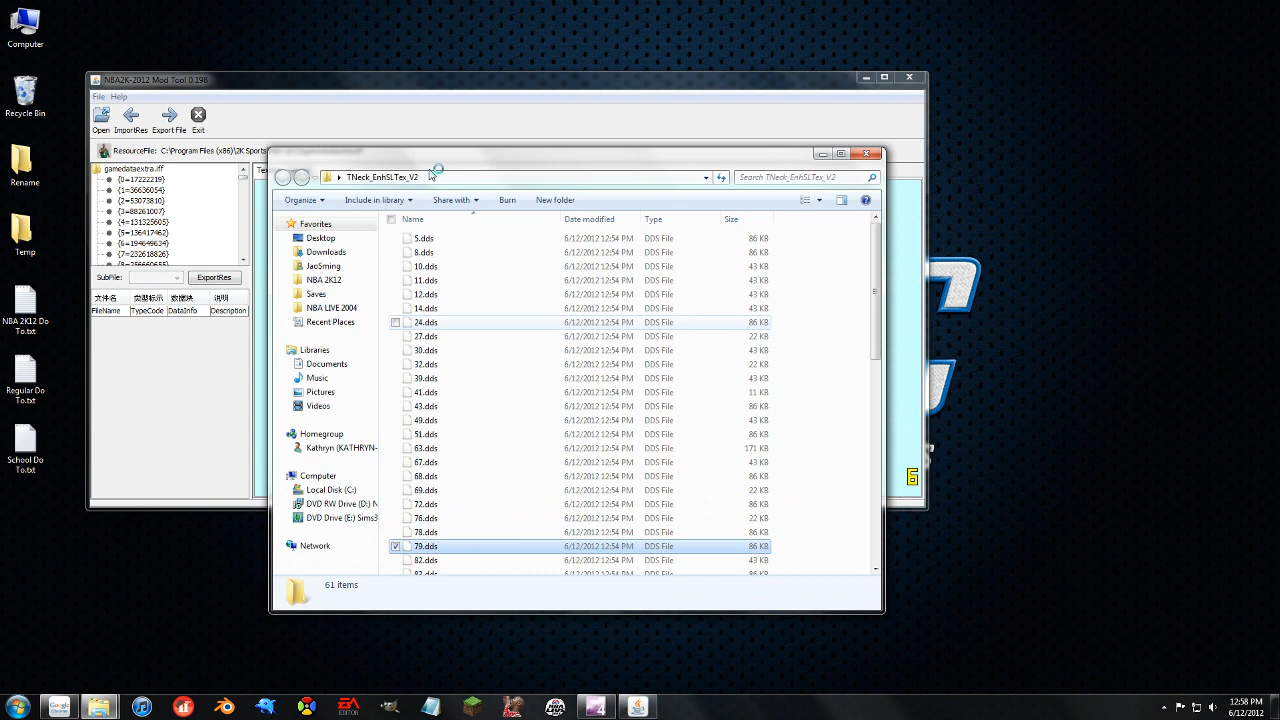 Computer
Recycle Bin
Rename
Temp
NBA 2K12 Do
To.txt
Regular Do
To.txt
School Do
To.txt
NBA2K-2012 Mod Tool 0.198
File Help
Open ImportRes Export File Exit
ResourceFile: C:\Program Files (x86)\2K Sports
gamedataextra.iff
{0=17222219}
{1=36636054}
{2=53073810}
{3=88261007}
{4=131325605}
{5=136417462}
{6=194649634}
{7=232618826}
SubFile: ExportRes
文件名 类型标示 数据块 说明
FileName TypeCode DataInfo Description
TNeck_EnhSLTex_V2
Search TNeck_EnhSLTex_V2
Organize Include in library Share with Burn New folder
Favorites
Desktop
Downloads
JaoSming
NBA 2K12
Saves
NBA LIVE 2004
Recent Places
Libraries
Documents
Music
Pictures
Videos
Homegroup
Kathryn (KATHRYN-
Computer
Local Disk (C:)
DVD RW Drive (D:) N
DVD Drive (E:) Sims3
Network
Name Date modified Type Size
5.dds 6/12/2012 12:54 PM DDS File 86 KB
8.dds 6/12/2012 12:54 PM DDS File 86 KB
10.dds 6/12/2012 12:54 PM DDS File 43 KB
11.dds 6/12/2012 12:54 PM DDS File 43 KB
12.dds 6/12/2012 12:54 PM DDS File 43 KB
14.dds 6/12/2012 12:54 PM DDS File 43 KB
24.dds 6/12/2012 12:54 PM DDS File 86 KB
27.dds 6/12/2012 12:54 PM DDS File 22 KB
30.dds 6/12/2012 12:54 PM DDS File 43 KB
32.dds 6/12/2012 12:54 PM DDS File 43 KB
39.dds 6/12/2012 12:54 PM DDS File 43 KB
41.dds 6/12/2012 12:54 PM DDS File 11 KB
43.dds 6/12/2012 12:54 PM DDS File 86 KB
49.dds 6/12/2012 12:54 PM DDS File 43 KB
51.dds 6/12/2012 12:54 PM DDS File 86 KB
63.dds 6/12/2012 12:54 PM DDS File 171 KB
67.dds 6/12/2012 12:54 PM DDS File 43 KB
68.dds 6/12/2012 12:54 PM DDS File 86 KB
69.dds 6/12/2012 12:54 PM DDS File 22 KB
72.dds 6/12/2012 12:54 PM DDS File 86 KB
76.dds 6/12/2012 12:54 PM DDS File 22 KB
78.dds 6/12/2012 12:54 PM DDS File 86 KB
79.dds 6/12/2012 12:54 PM DDS File 86 KB
82.dds 6/12/2012 12:54 PM DDS File 43 KB
61 items
6
Google
EA
EDITOR
12:58 PM
6/12/2012